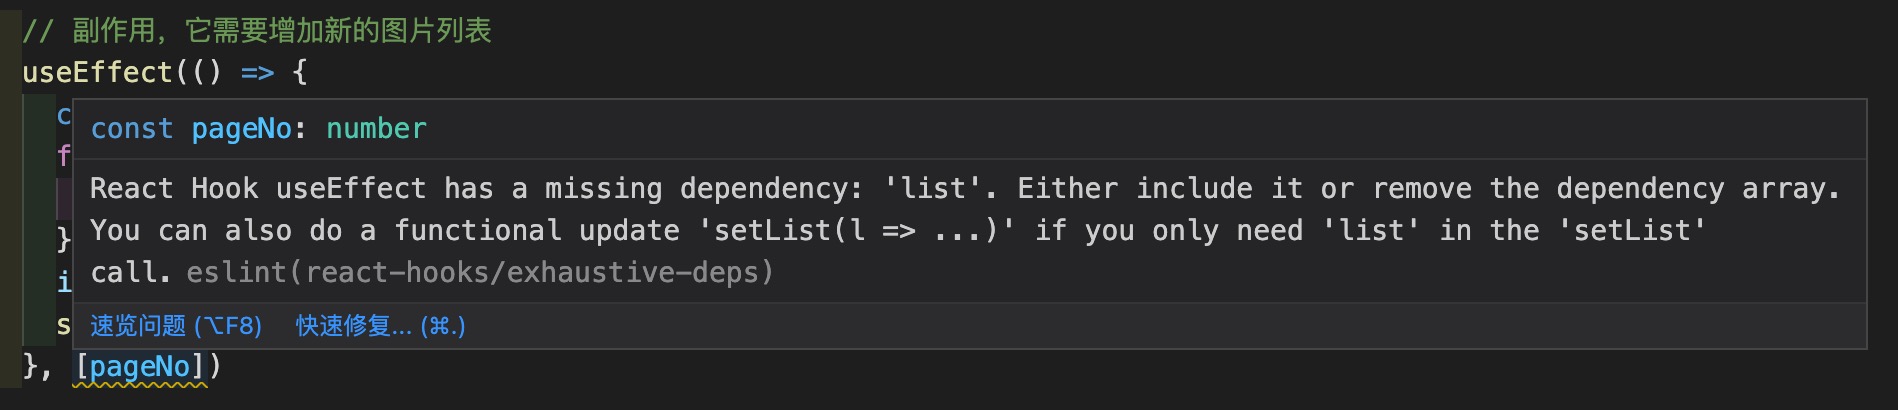 // 副作用，它需要增加新的图片列表
useEffect(() => {
c
const pageNo: number
f
React Hook useEffect has a missing dependency: 'list'. Either include it or remove the dependency array.
You can also do a functional update 'setList(l => ...)' if you only need 'list' in the 'setList'
}
call. eslint(react-hooks/exhaustive-deps)
i
s
速览问题 (⌥F8) 快速修复... (⌘.)
}, [pageNo])